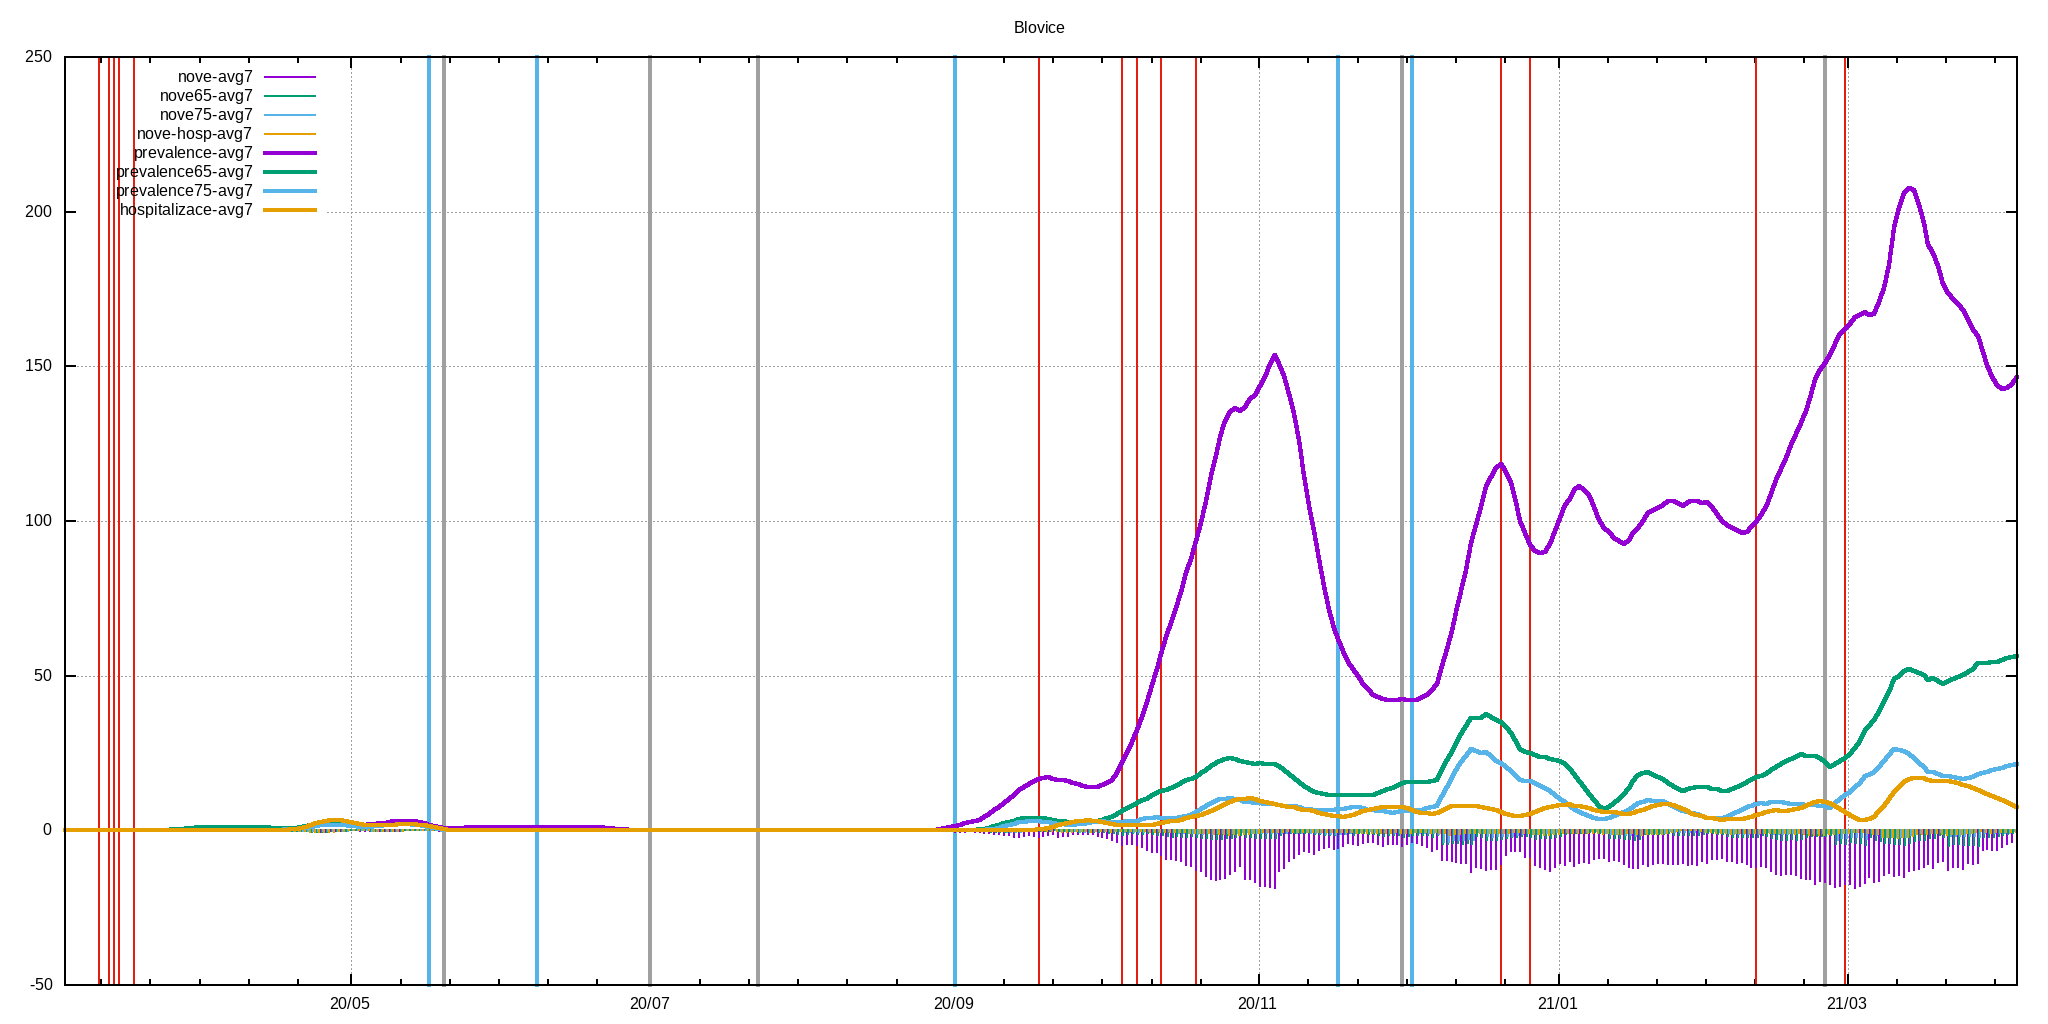 Blovice
250
200
150
100
50
0
-50
nove-avg7
nove65-avg7
nove75-avg7
nove-hosp-avg7
prevalence-avg7
prevalence65-avg7
prevalence75-avg7
hospitalizace-avg7
20/05 20/07 20/09 20/11 21/01 21/03